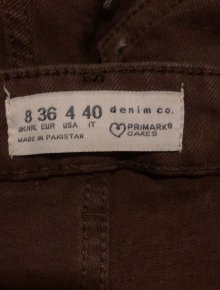 8 36 4 40 denim co.
UK/IRL EUR USA IT
♡ PRIMARK®
CARES
MADE IN PAKISTAN